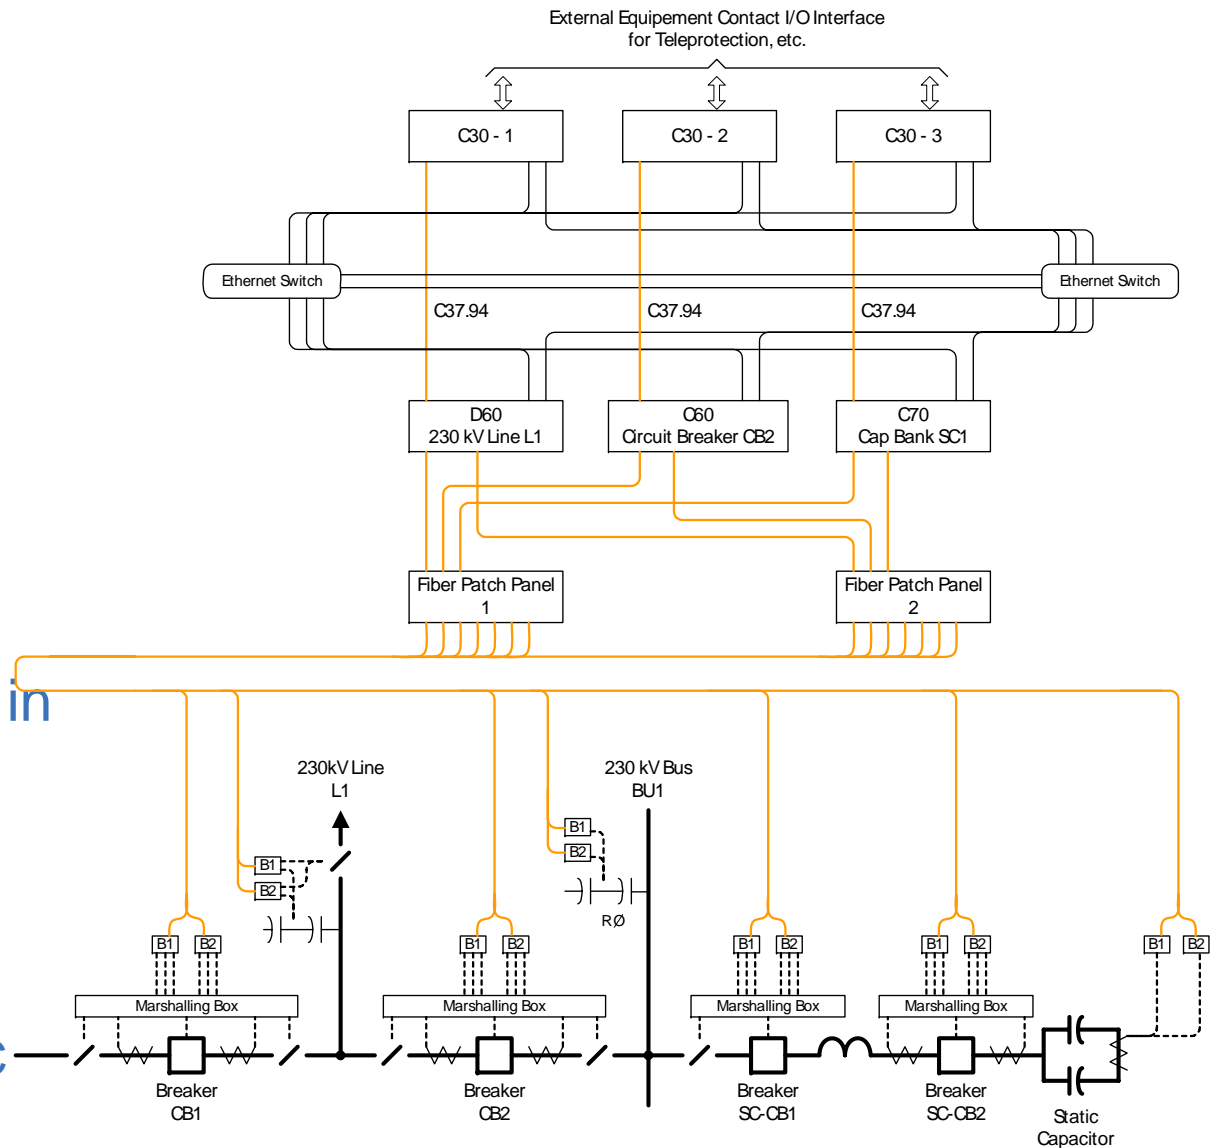 External Equipement Contact I/O Interface
for Teleprotection, etc.
C30 - 1
C30 - 2
C30 - 3
Ethernet Switch
Ethernet Switch
C37.94
C37.94
C37.94
D60
230 kV Line L1
C60
Circuit Breaker CB2
C70
Cap Bank SC1
Fiber Patch Panel
1
Fiber Patch Panel
2
in
230kV Line
L1
230 kV Bus
BU1
B1
B2
B1
B2
RØ
B1
B2
B1
B2
B1
B2
B1
B2
B1
B2
Marshalling Box
Marshalling Box
Marshalling Box
Marshalling Box
c
Breaker
CB1
Breaker
CB2
Breaker
SC-CB1
Breaker
SC-CB2
Static
Capacitor